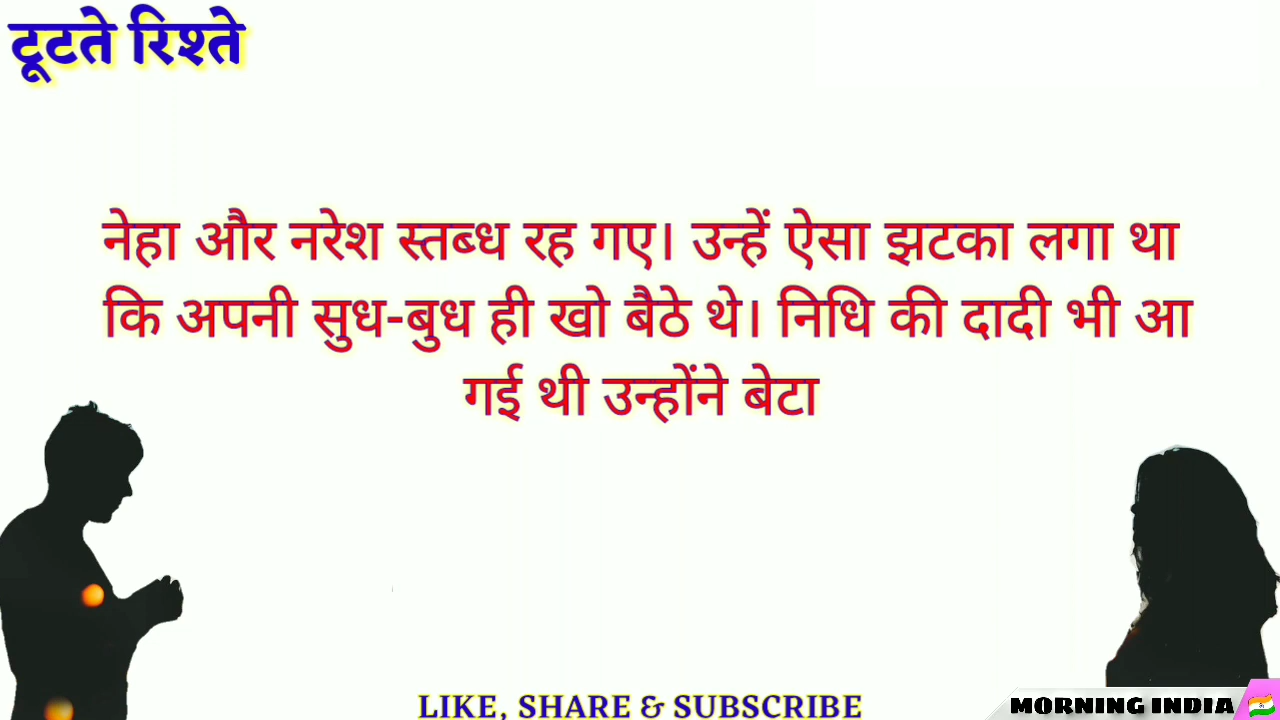 टूटते रिश्ते
नेहा और नरेश स्तब्ध रह गए। उन्हें ऐसा झटका लगा था
कि अपनी सुध-बुध ही खो बैठे थे। निधि की दादी भी आ
गई थी उन्होंने बेटा
LIKE, SHARE & SUBSCRIBE
MORNING INDIA